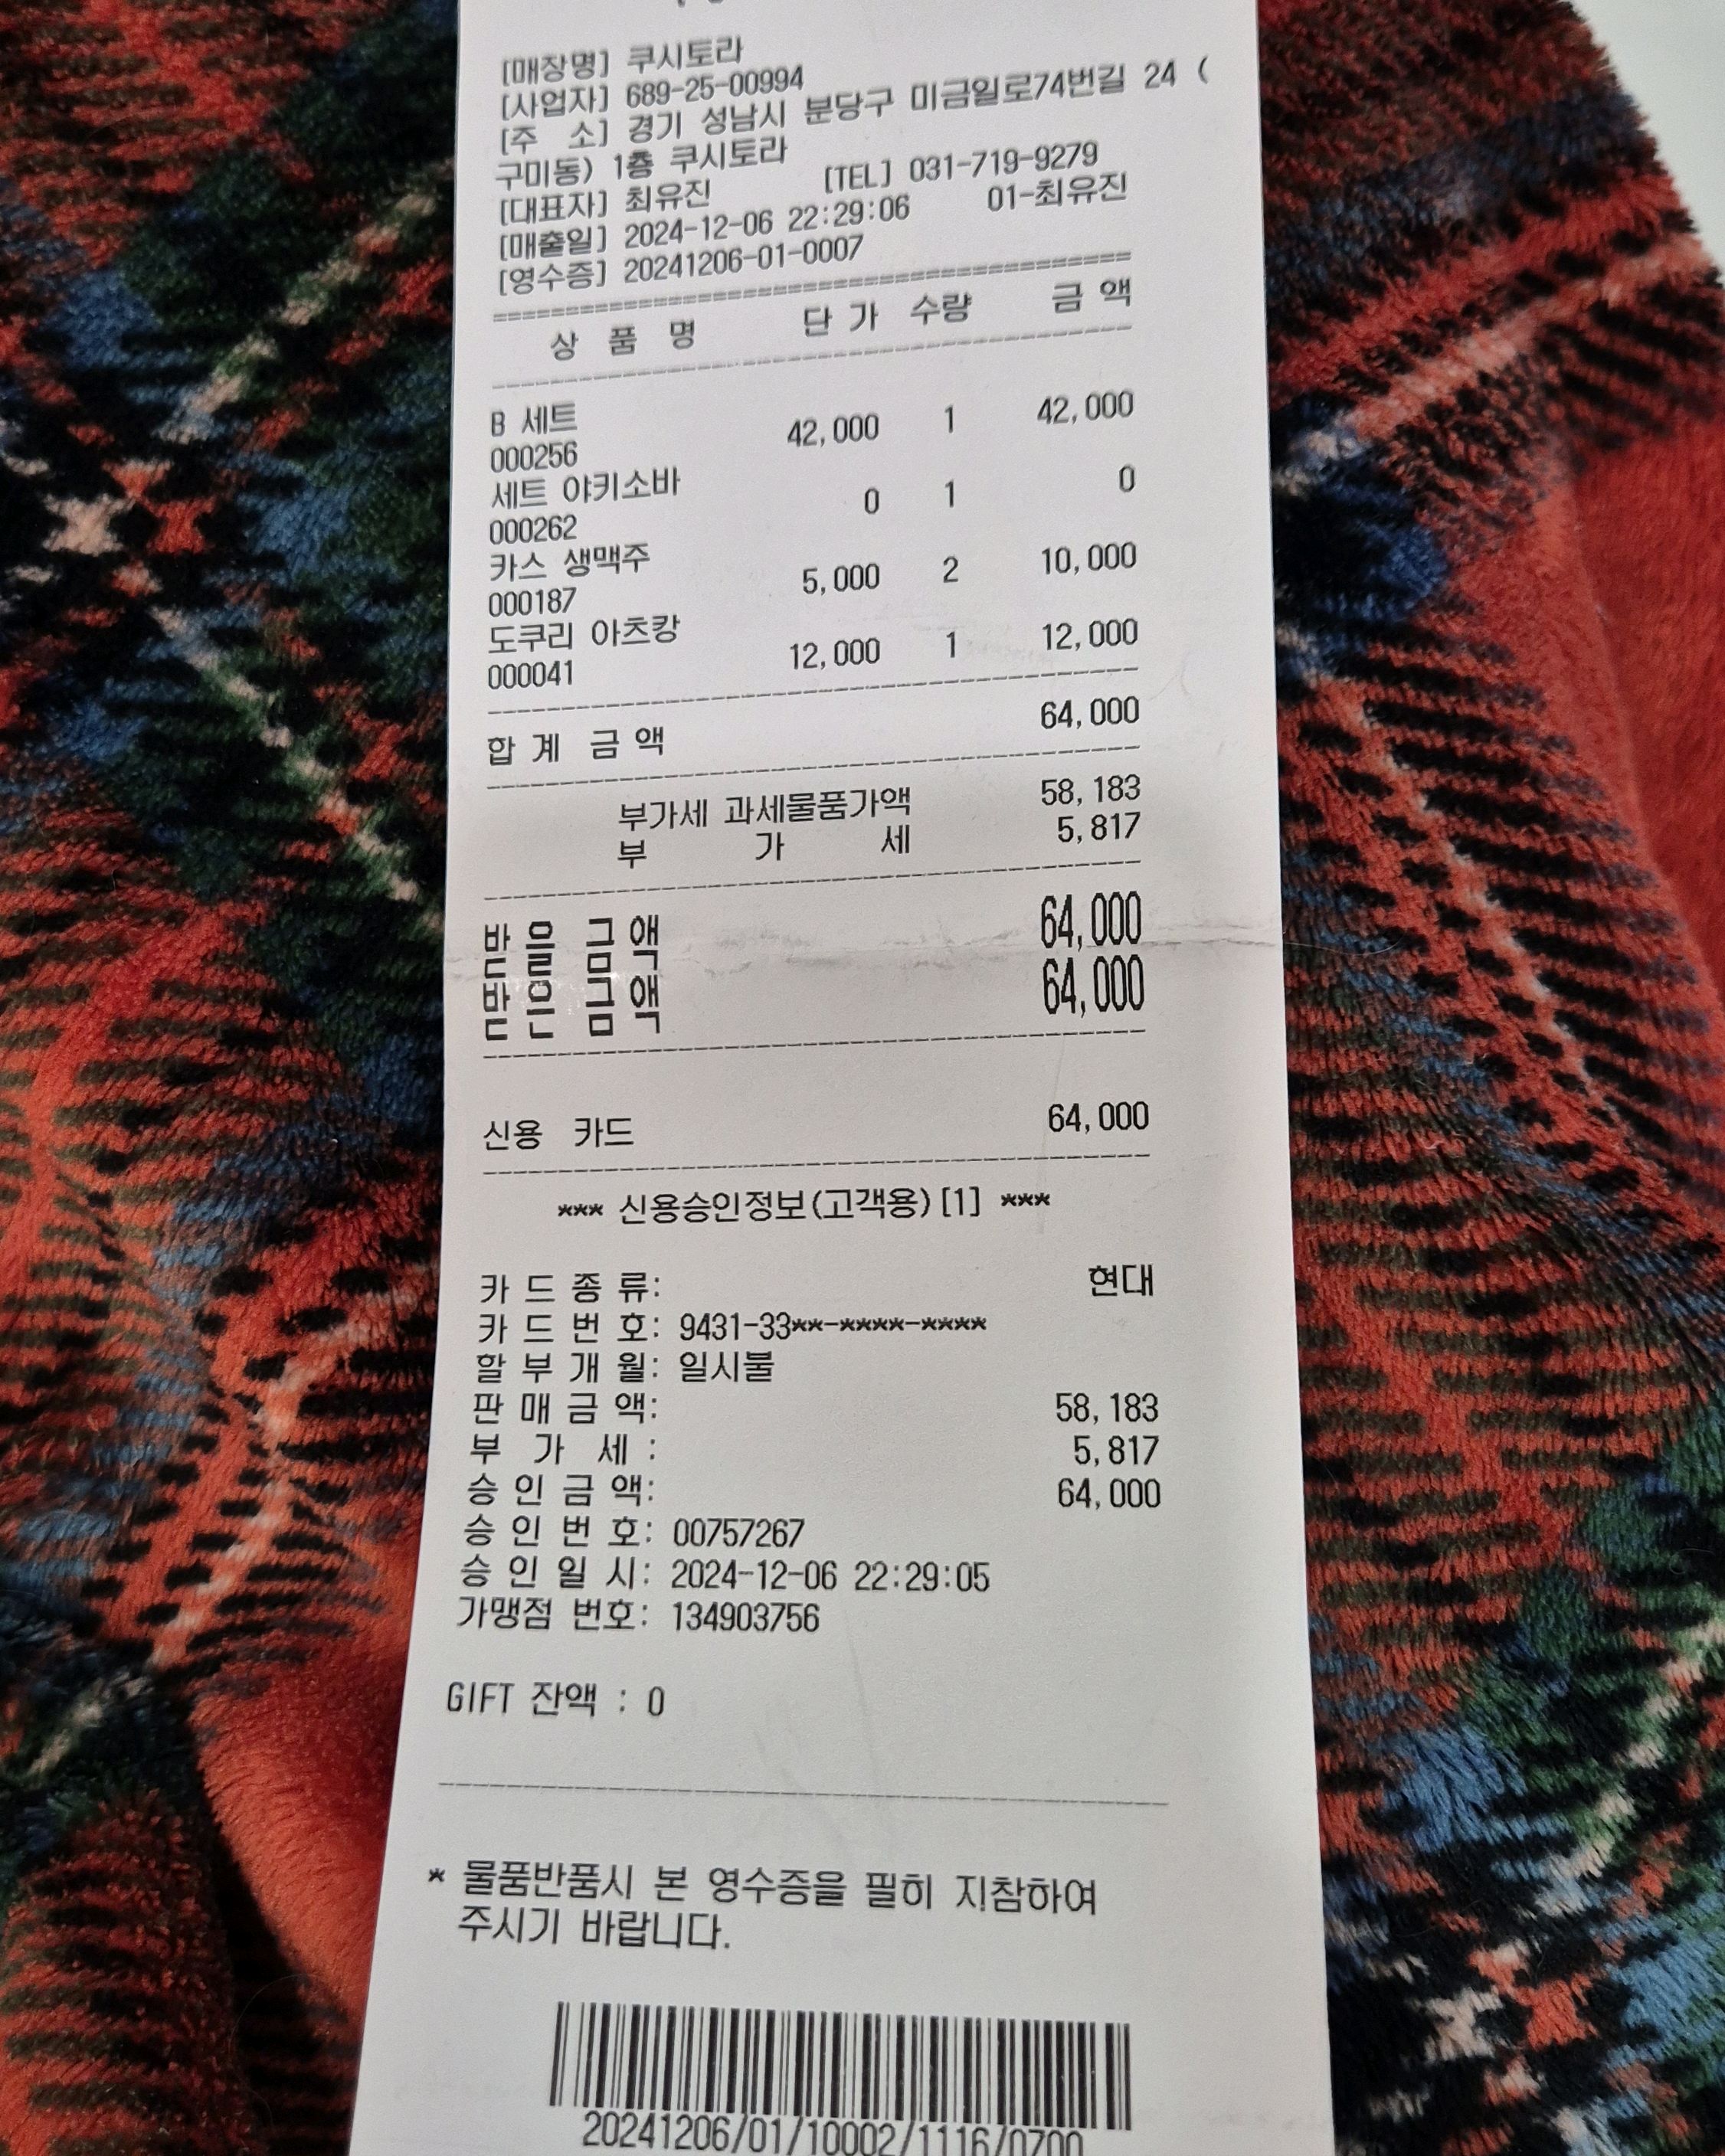 [매장명] 쿠시토라
[사업자] 689-25-00994
[주 소] 경기 성남시 분당구 미금일로74번길 24 (
구미동) 1층 쿠시토라
[대표자] 최유진 [TEL] 031-719-9279
[매출일] 2024-12-06 22:29:06 01-최유진
[영수증] 20241206-01-0007
===========================================
상 품 명 단 가 수량 금 액
B 세트
000256 42,000 1 42,000
세트 야키소바
000262 0 1 0
카스 생맥주
000187 5,000 2 10,000
도쿠리 아츠캉
000041 12,000 1 12,000
합 계 금 액 64,000
부가세 과세물품가액 58,183
부 가 세 5,817
받 을 금 액 64,000
받 은 금 액 64,000
신용 카드 64,000
*** 신용승인정보(고객용)[1] ***
카 드 종 류: 현대
카 드 번 호: 9431-33**-****-****
할 부 개 월: 일시불
판 매 금 액: 58,183
부 가 세 : 5,817
승 인 금 액: 64,000
승 인 번 호: 00757267
승 인 일 시: 2024-12-06 22:29:05
가맹점 번호: 134903756
GIFT 잔액 : 0
* 물품반품시 본 영수증을 필히 지참하여
주시기 바랍니다.
20241206/01/10002/1116/0700